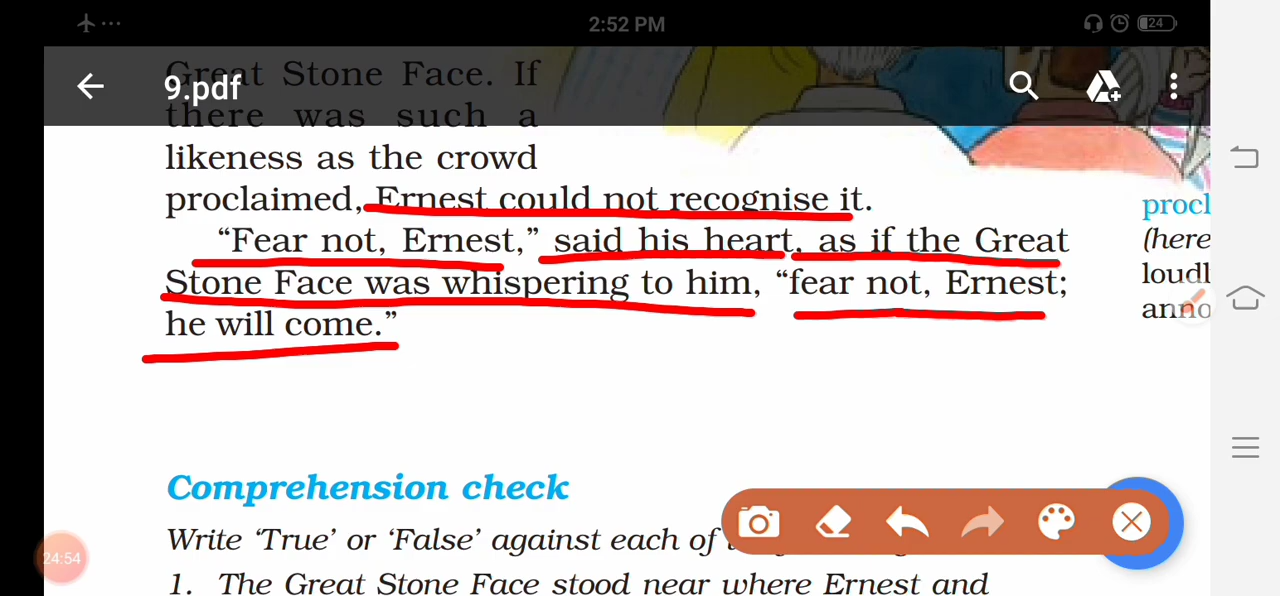 2:52 PM
24
9.pdf
Great Stone Face. If
there was such a
likeness as the crowd
proclaimed, Ernest could not recognise it.
“Fear not, Ernest,” said his heart, as if the Great
Stone Face was whispering to him, “fear not, Ernest;
he will come.”
procl
(here
loudl
anno
Comprehension check
Write ‘True’ or ‘False’ against each of
1. The Great Stone Face stood near where Ernest and
24:54